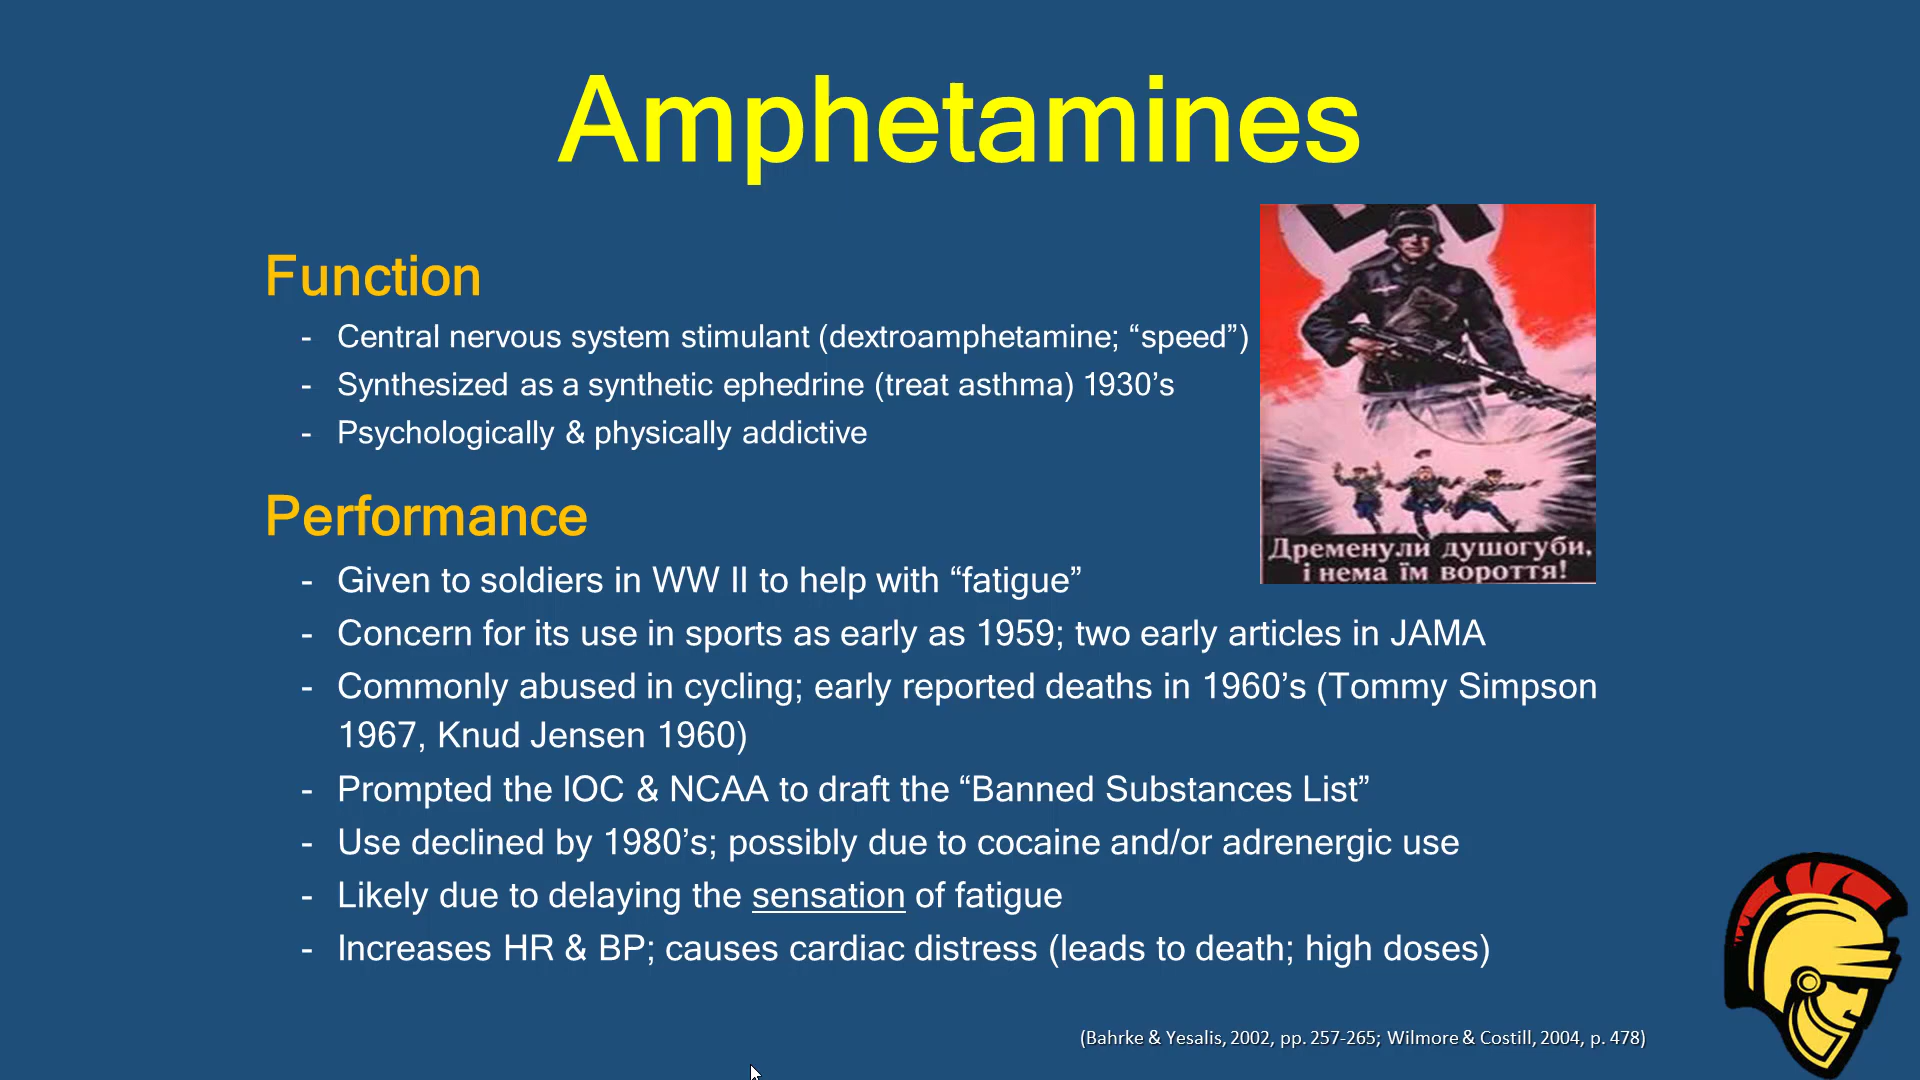 Amphetamines
Function
- Central nervous system stimulant (dextroamphetamine; “speed”)
- Synthesized as a synthetic ephedrine (treat asthma) 1930’s
- Psychologically & physically addictive
Дременули душогуби,
і нема їм вороття!
Performance
- Given to soldiers in WW II to help with “fatigue”
- Concern for its use in sports as early as 1959; two early articles in JAMA
- Commonly abused in cycling; early reported deaths in 1960’s (Tommy Simpson
1967, Knud Jensen 1960)
- Prompted the IOC & NCAA to draft the “Banned Substances List”
- Use declined by 1980’s; possibly due to cocaine and/or adrenergic use
- Likely due to delaying the sensation of fatigue
- Increases HR & BP; causes cardiac distress (leads to death; high doses)
(Bahrke & Yesalis, 2002, pp. 257-265; Wilmore & Costill, 2004, p. 478)